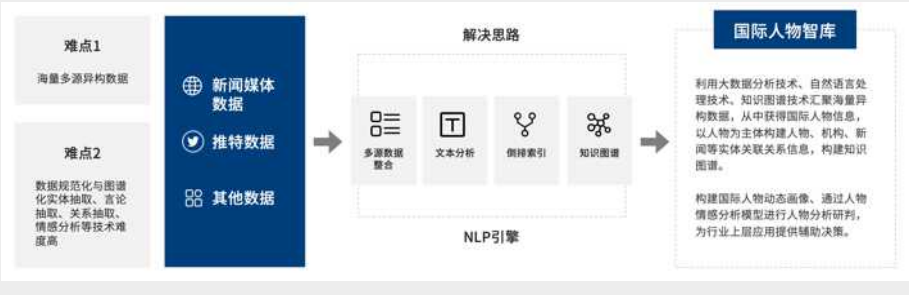 难点1
海量多源异构数据
难点2
数据规范化与图谱
化实体抽取、言论
抽取、关系抽取、
情感分析等技术难
度高
新闻媒体
数据
推特数据
其他数据
解决思路
多源数据
整合
文本分析
倒排索引
知识图谱
NLP引擎
国际人物智库
利用大数据分析技术、自然语言处
理技术、知识图谱技术汇聚海量异
构数据，从中获得国际人物信息，
以人物为主体构建人物、机构、新
闻等实体关联关系信息，构建知识
图谱。
构建国际人物动态画像、通过人物
情感分析模型进行人物分析研判，
为行业上层应用提供辅助决策。